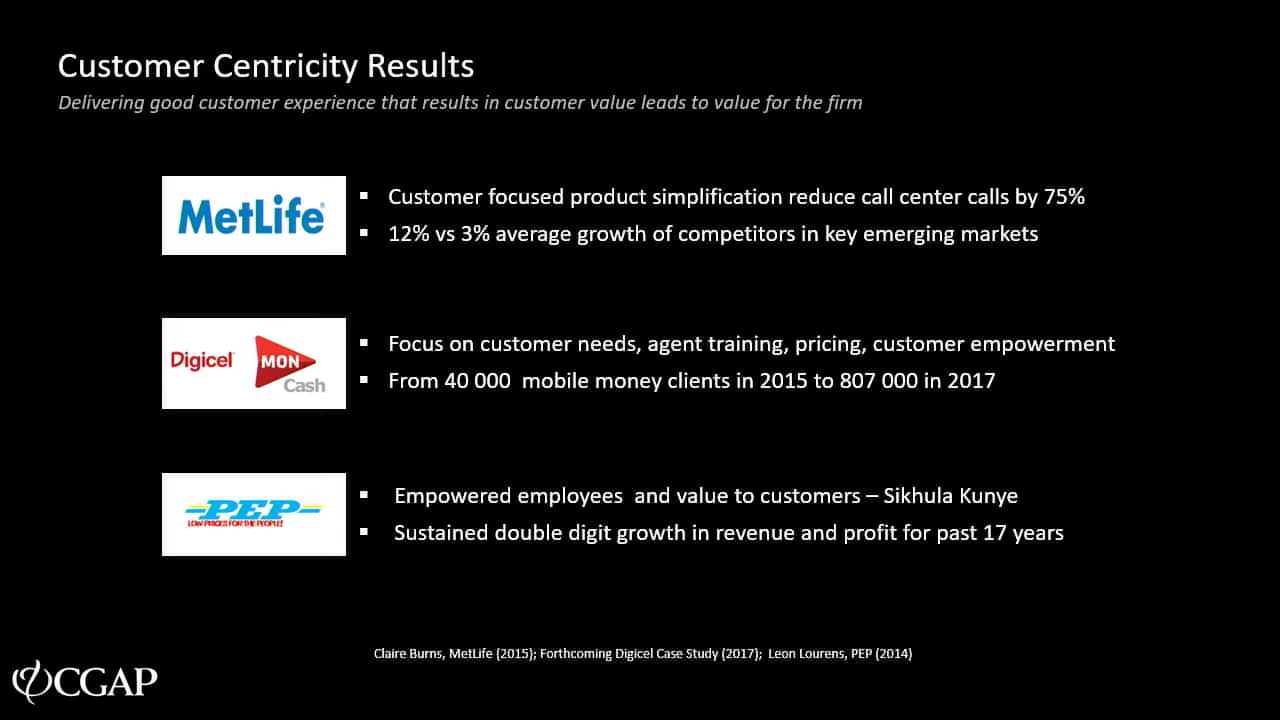 Customer Centricity Results
Delivering good customer experience that results in customer value leads to value for the firm
MetLife®
▪ Customer focused product simplification reduce call center calls by 75%
▪ 12% vs 3% average growth of competitors in key emerging markets
Digicel MON Cash
▪ Focus on customer needs, agent training, pricing, customer empowerment
▪ From 40 000 mobile money clients in 2015 to 807 000 in 2017
PEP
LOW PRICES FOR THE PEOPLE!
▪ Empowered employees and value to customers – Sikhula Kunye
▪ Sustained double digit growth in revenue and profit for past 17 years
Claire Burns, MetLife (2015); Forthcoming Digicel Case Study (2017); Leon Lourens, PEP (2014)
CGAP